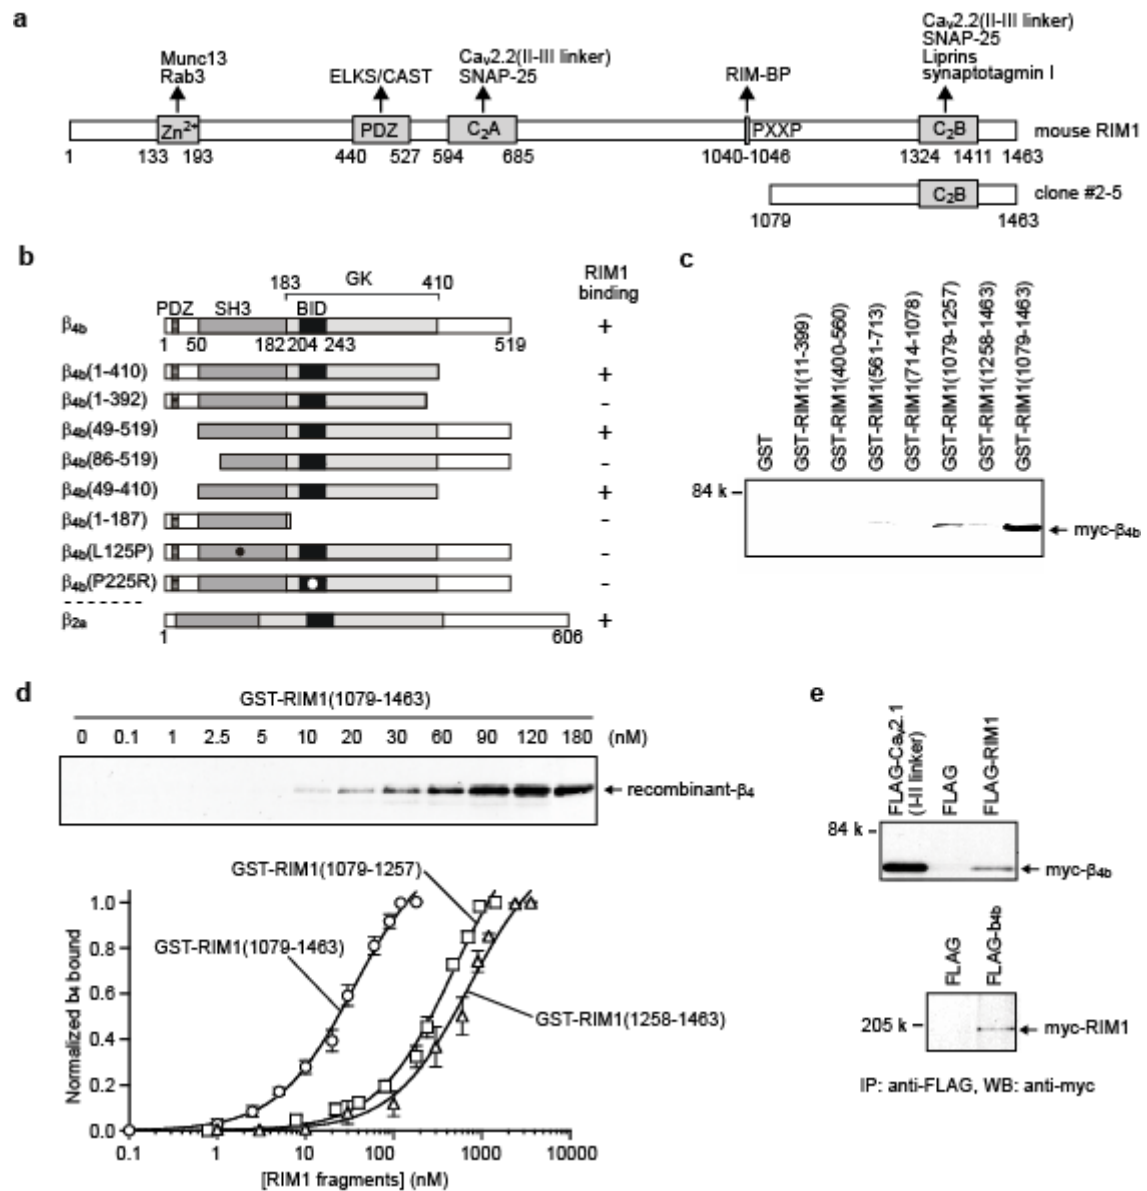 a
Munc13
Rab3
ELKS/CAST
Cav2.2(II-III linker)
SNAP-25
RIM-BP
Cav2.2(II-III linker)
SNAP-25
Liprins
synaptotagmin I
Zn2+
PDZ
C2A
PXXP
C2B
mouse RIM1
1 133 193 440 527 594 685 1040-1046 1324 1411 1463
C2B
clone #2-5
1079 1463
b
183 GK 410
RIM1
binding
PDZ SH3 BID
β4b +
1 50 182 204 243 519
β4b(1-410) +
β4b(1-392) -
β4b(49-519) +
β4b(86-519) -
β4b(49-410) +
β4b(1-187) -
β4b(L125P) -
β4b(P225R) -
β2a +
1 606
c
GST
GST-RIM1(11-399)
GST-RIM1(400-560)
GST-RIM1(561-713)
GST-RIM1(714-1078)
GST-RIM1(1079-1257)
GST-RIM1(1258-1463)
GST-RIM1(1079-1463)
84 k
myc-β4b
d
GST-RIM1(1079-1463)
0 0.1 1 2.5 5 10 20 30 60 90 120 180 (nM)
recombinant-β4
GST-RIM1(1079-1257)
GST-RIM1(1079-1463)
GST-RIM1(1258-1463)
Normalized b4 bound
1.0
0.8
0.6
0.4
0.2
0.0
0.1 1 10 100 1000 10000
[RIM1 fragments] (nM)
e
FLAG-Cav2.1
(I-II linker)
FLAG
FLAG-RIM1
84 k
myc-β4b
FLAG
FLAG-b4b
205 k
myc-RIM1
IP: anti-FLAG, WB: anti-myc